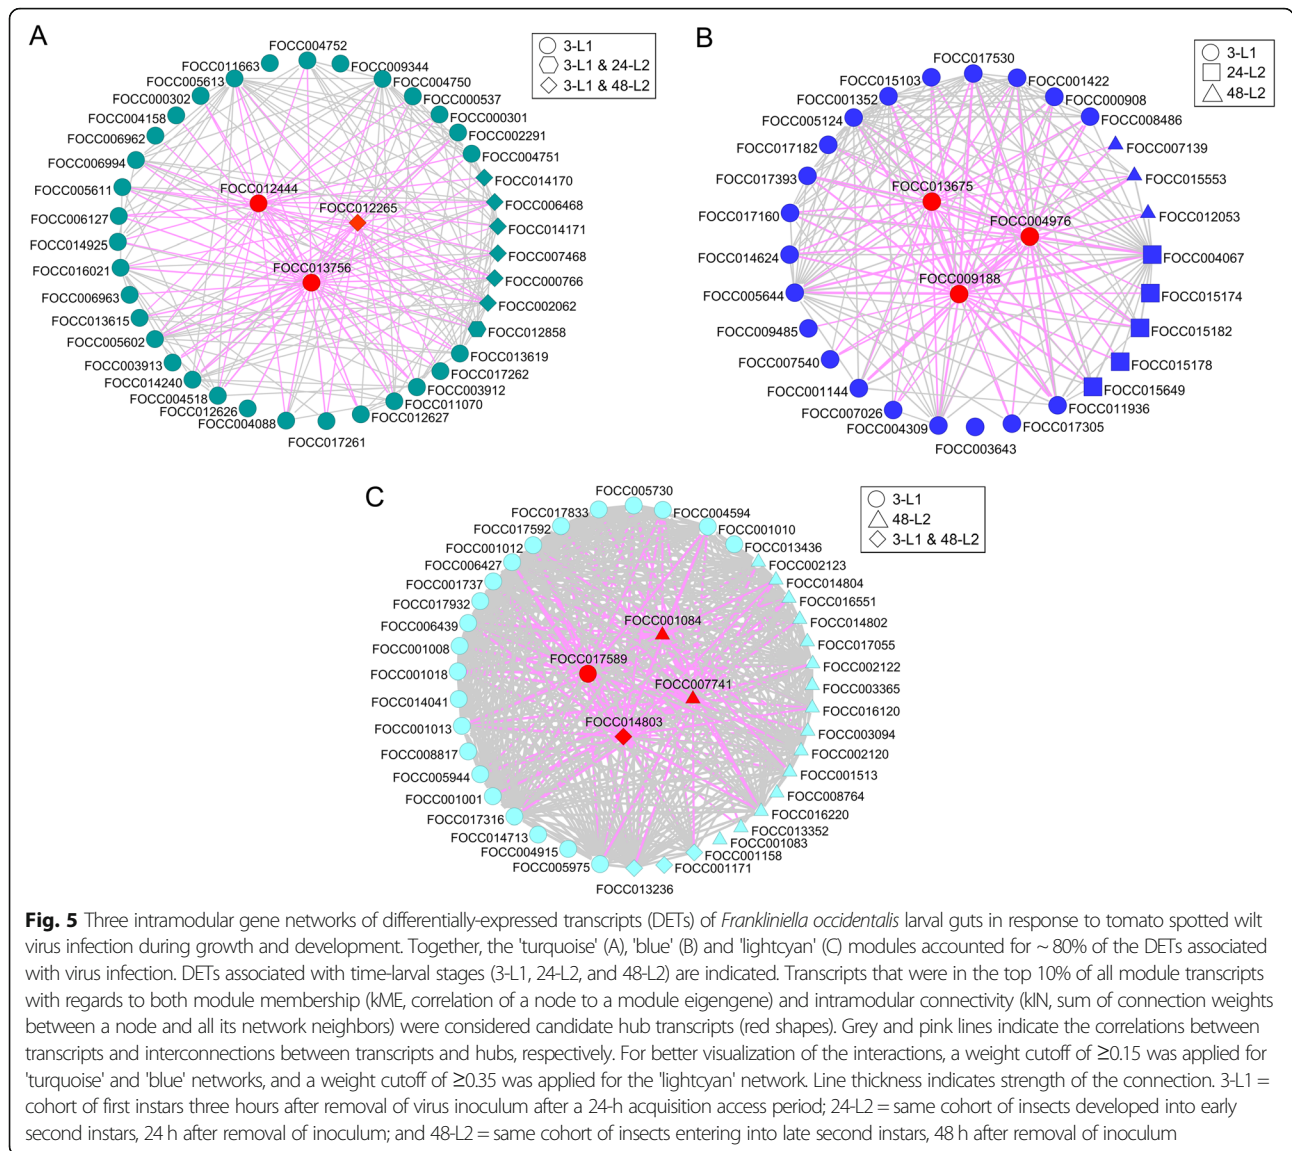 A
3-L1
3-L1 & 24-L2
3-L1 & 48-L2
FOCC004752
FOCC011663
FOCC009344
FOCC005613
FOCC004750
FOCC000302
FOCC000537
FOCC004158
FOCC000301
FOCC006962
FOCC002291
FOCC006994
FOCC004751
FOCC005611
FOCC014170
FOCC006127
FOCC006468
FOCC014925
FOCC014171
FOCC016021
FOCC007468
FOCC006963
FOCC000766
FOCC013615
FOCC002062
FOCC005602
FOCC012858
FOCC003913
FOCC013619
FOCC014240
FOCC017262
FOCC004518
FOCC003912
FOCC012626
FOCC011070
FOCC004088
FOCC012627
FOCC017261
FOCC012444
FOCC012265
FOCC013756
B
3-L1
24-L2
48-L2
FOCC017530
FOCC015103
FOCC001422
FOCC001352
FOCC000908
FOCC005124
FOCC008486
FOCC017182
FOCC007139
FOCC017393
FOCC015553
FOCC017160
FOCC012053
FOCC014624
FOCC004067
FOCC005644
FOCC015174
FOCC009485
FOCC015182
FOCC007540
FOCC015178
FOCC001144
FOCC015649
FOCC007026
FOCC011936
FOCC004309
FOCC017305
FOCC003643
FOCC013675
FOCC004976
FOCC009188
C
3-L1
48-L2
3-L1 & 48-L2
FOCC005730
FOCC017833
FOCC004594
FOCC017592
FOCC001010
FOCC001012
FOCC013436
FOCC006427
FOCC002123
FOCC001737
FOCC014804
FOCC017932
FOCC016551
FOCC006439
FOCC014802
FOCC001008
FOCC017055
FOCC001018
FOCC002122
FOCC014041
FOCC003365
FOCC001013
FOCC016120
FOCC008817
FOCC003094
FOCC005944
FOCC002120
FOCC001001
FOCC001513
FOCC017316
FOCC008764
FOCC014713
FOCC016220
FOCC004915
FOCC013352
FOCC005975
FOCC001083
FOCC013236
FOCC001158
FOCC001171
FOCC001084
FOCC017589
FOCC007741
FOCC014803
Fig. 5 Three intramodular gene networks of differentially-expressed transcripts (DETs) of Frankliniella occidentalis larval guts in response to tomato spotted wilt
virus infection during growth and development. Together, the 'turquoise' (A), 'blue' (B) and 'lightcyan' (C) modules accounted for ~ 80% of the DETs associated
with virus infection. DETs associated with time-larval stages (3-L1, 24-L2, and 48-L2) are indicated. Transcripts that were in the top 10% of all module transcripts
with regards to both module membership (kME, correlation of a node to a module eigengene) and intramodular connectivity (kIN, sum of connection weights
between a node and all its network neighbors) were considered candidate hub transcripts (red shapes). Grey and pink lines indicate the correlations between
transcripts and interconnections between transcripts and hubs, respectively. For better visualization of the interactions, a weight cutoff of ≥0.15 was applied for
'turquoise' and 'blue' networks, and a weight cutoff of ≥0.35 was applied for the 'lightcyan' network. Line thickness indicates strength of the connection. 3-L1 =
cohort of first instars three hours after removal of virus inoculum after a 24-h acquisition access period; 24-L2 = same cohort of insects developed into early
second instars, 24 h after removal of inoculum; and 48-L2 = same cohort of insects entering into late second instars, 48 h after removal of inoculum